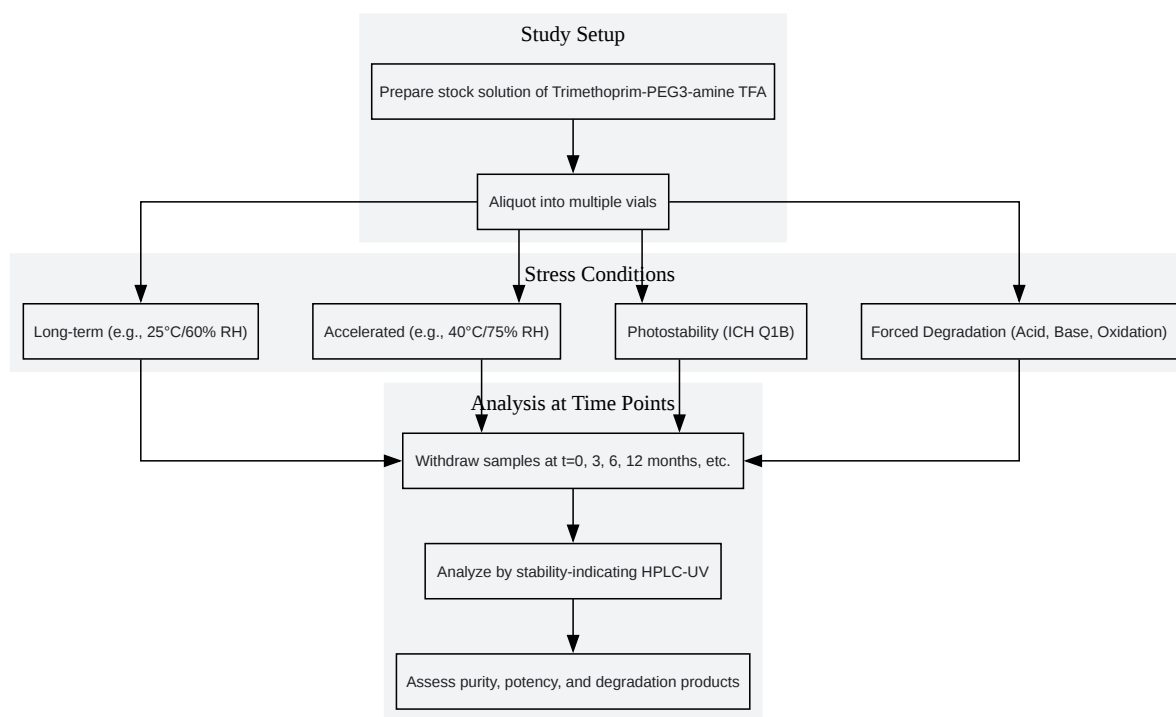 Study Setup
Prepare stock solution of Trimethoprim-PEG3-amine TFA
Aliquot into multiple vials
Stress Conditions
Long-term (e.g., 25°C/60% RH)
Accelerated (e.g., 40°C/75% RH)
Photostability (ICH Q1B)
Forced Degradation (Acid, Base, Oxidation)
Analysis at Time Points
Withdraw samples at t=0, 3, 6, 12 months, etc.
Analyze by stability-indicating HPLC-UV
Assess purity, potency, and degradation products